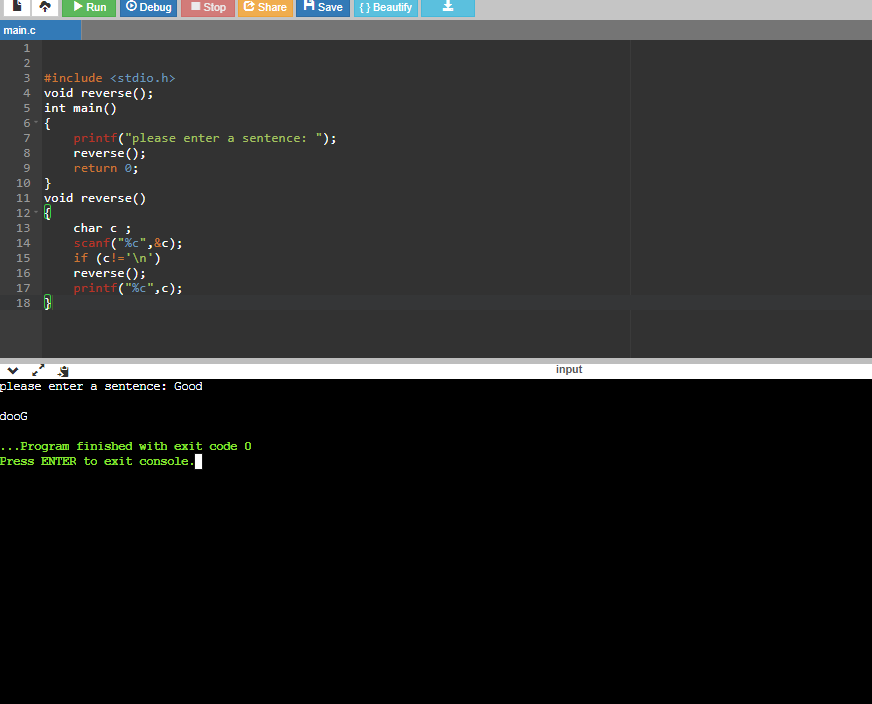 Run Debug Stop Share Save { } Beautify
main.c
1
2
3 #include <stdio.h>
4 void reverse();
5 int main()
6 {
7     printf("please enter a sentence: ");
8     reverse();
9     return 0;
10 }
11 void reverse()
12 {
13     char c ;
14     scanf("%c",&c);
15     if (c!='\n')
16     reverse();
17     printf("%c",c);
18 }
input
please enter a sentence: Good
dooG
...Program finished with exit code 0
Press ENTER to exit console.